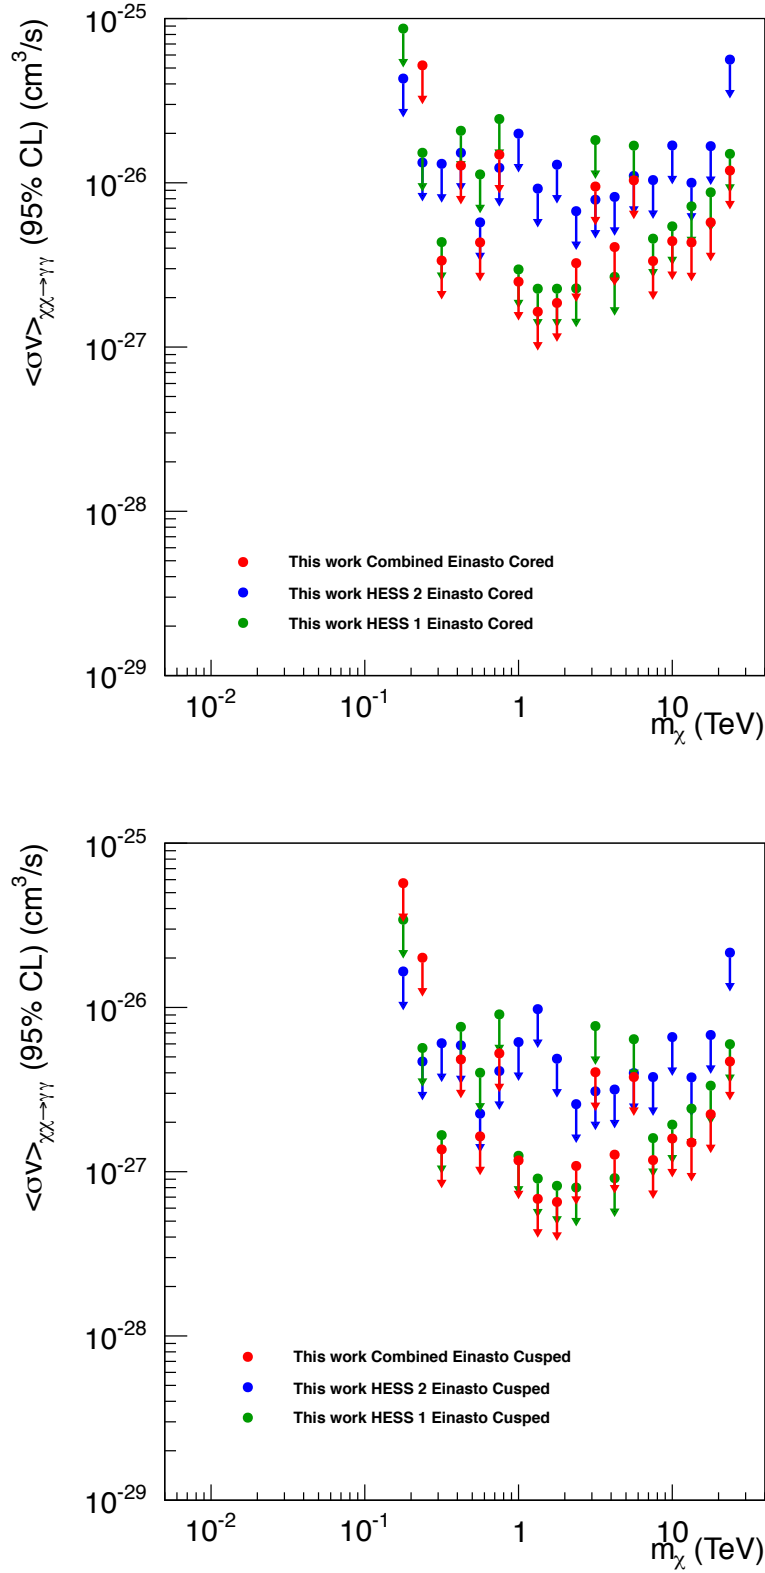 <σv>χχ→γγ (95% CL) (cm³/s)
10⁻²⁵
10⁻²⁶
10⁻²⁷
10⁻²⁸
10⁻²⁹
This work Combined Einasto Cored
This work HESS 2 Einasto Cored
This work HESS 1 Einasto Cored
10⁻² 10⁻¹ 1 10
mχ (TeV)
<σv>χχ→γγ (95% CL) (cm³/s)
10⁻²⁵
10⁻²⁶
10⁻²⁷
10⁻²⁸
10⁻²⁹
This work Combined Einasto Cusped
This work HESS 2 Einasto Cusped
This work HESS 1 Einasto Cusped
10⁻² 10⁻¹ 1 10
mχ (TeV)